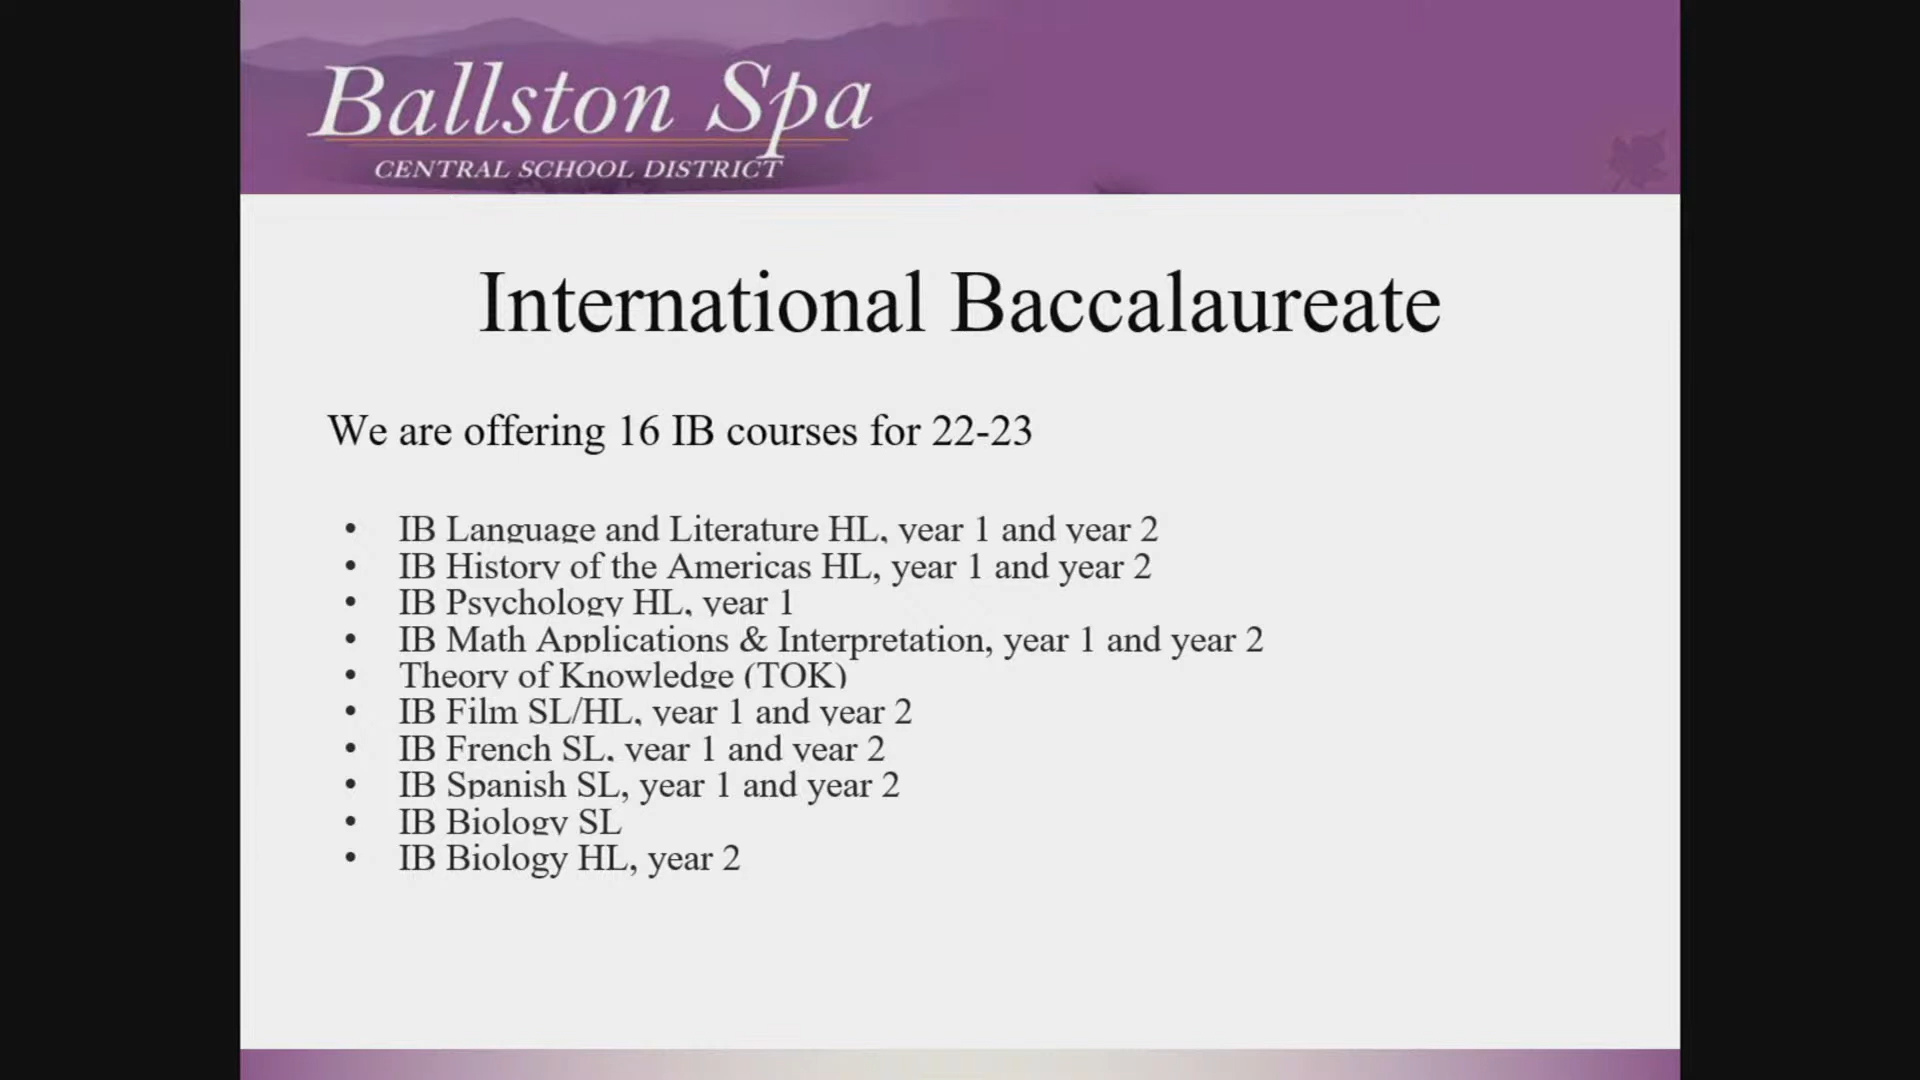 Ballston Spa
CENTRAL SCHOOL DISTRICT
International Baccalaureate
We are offering 16 IB courses for 22-23
• IB Language and Literature HL, year 1 and year 2
• IB History of the Americas HL, year 1 and year 2
• IB Psychology HL, year 1
• IB Math Applications & Interpretation, year 1 and year 2
• Theory of Knowledge (TOK)
• IB Film SL/HL, year 1 and year 2
• IB French SL, year 1 and year 2
• IB Spanish SL, year 1 and year 2
• IB Biology SL
• IB Biology HL, year 2